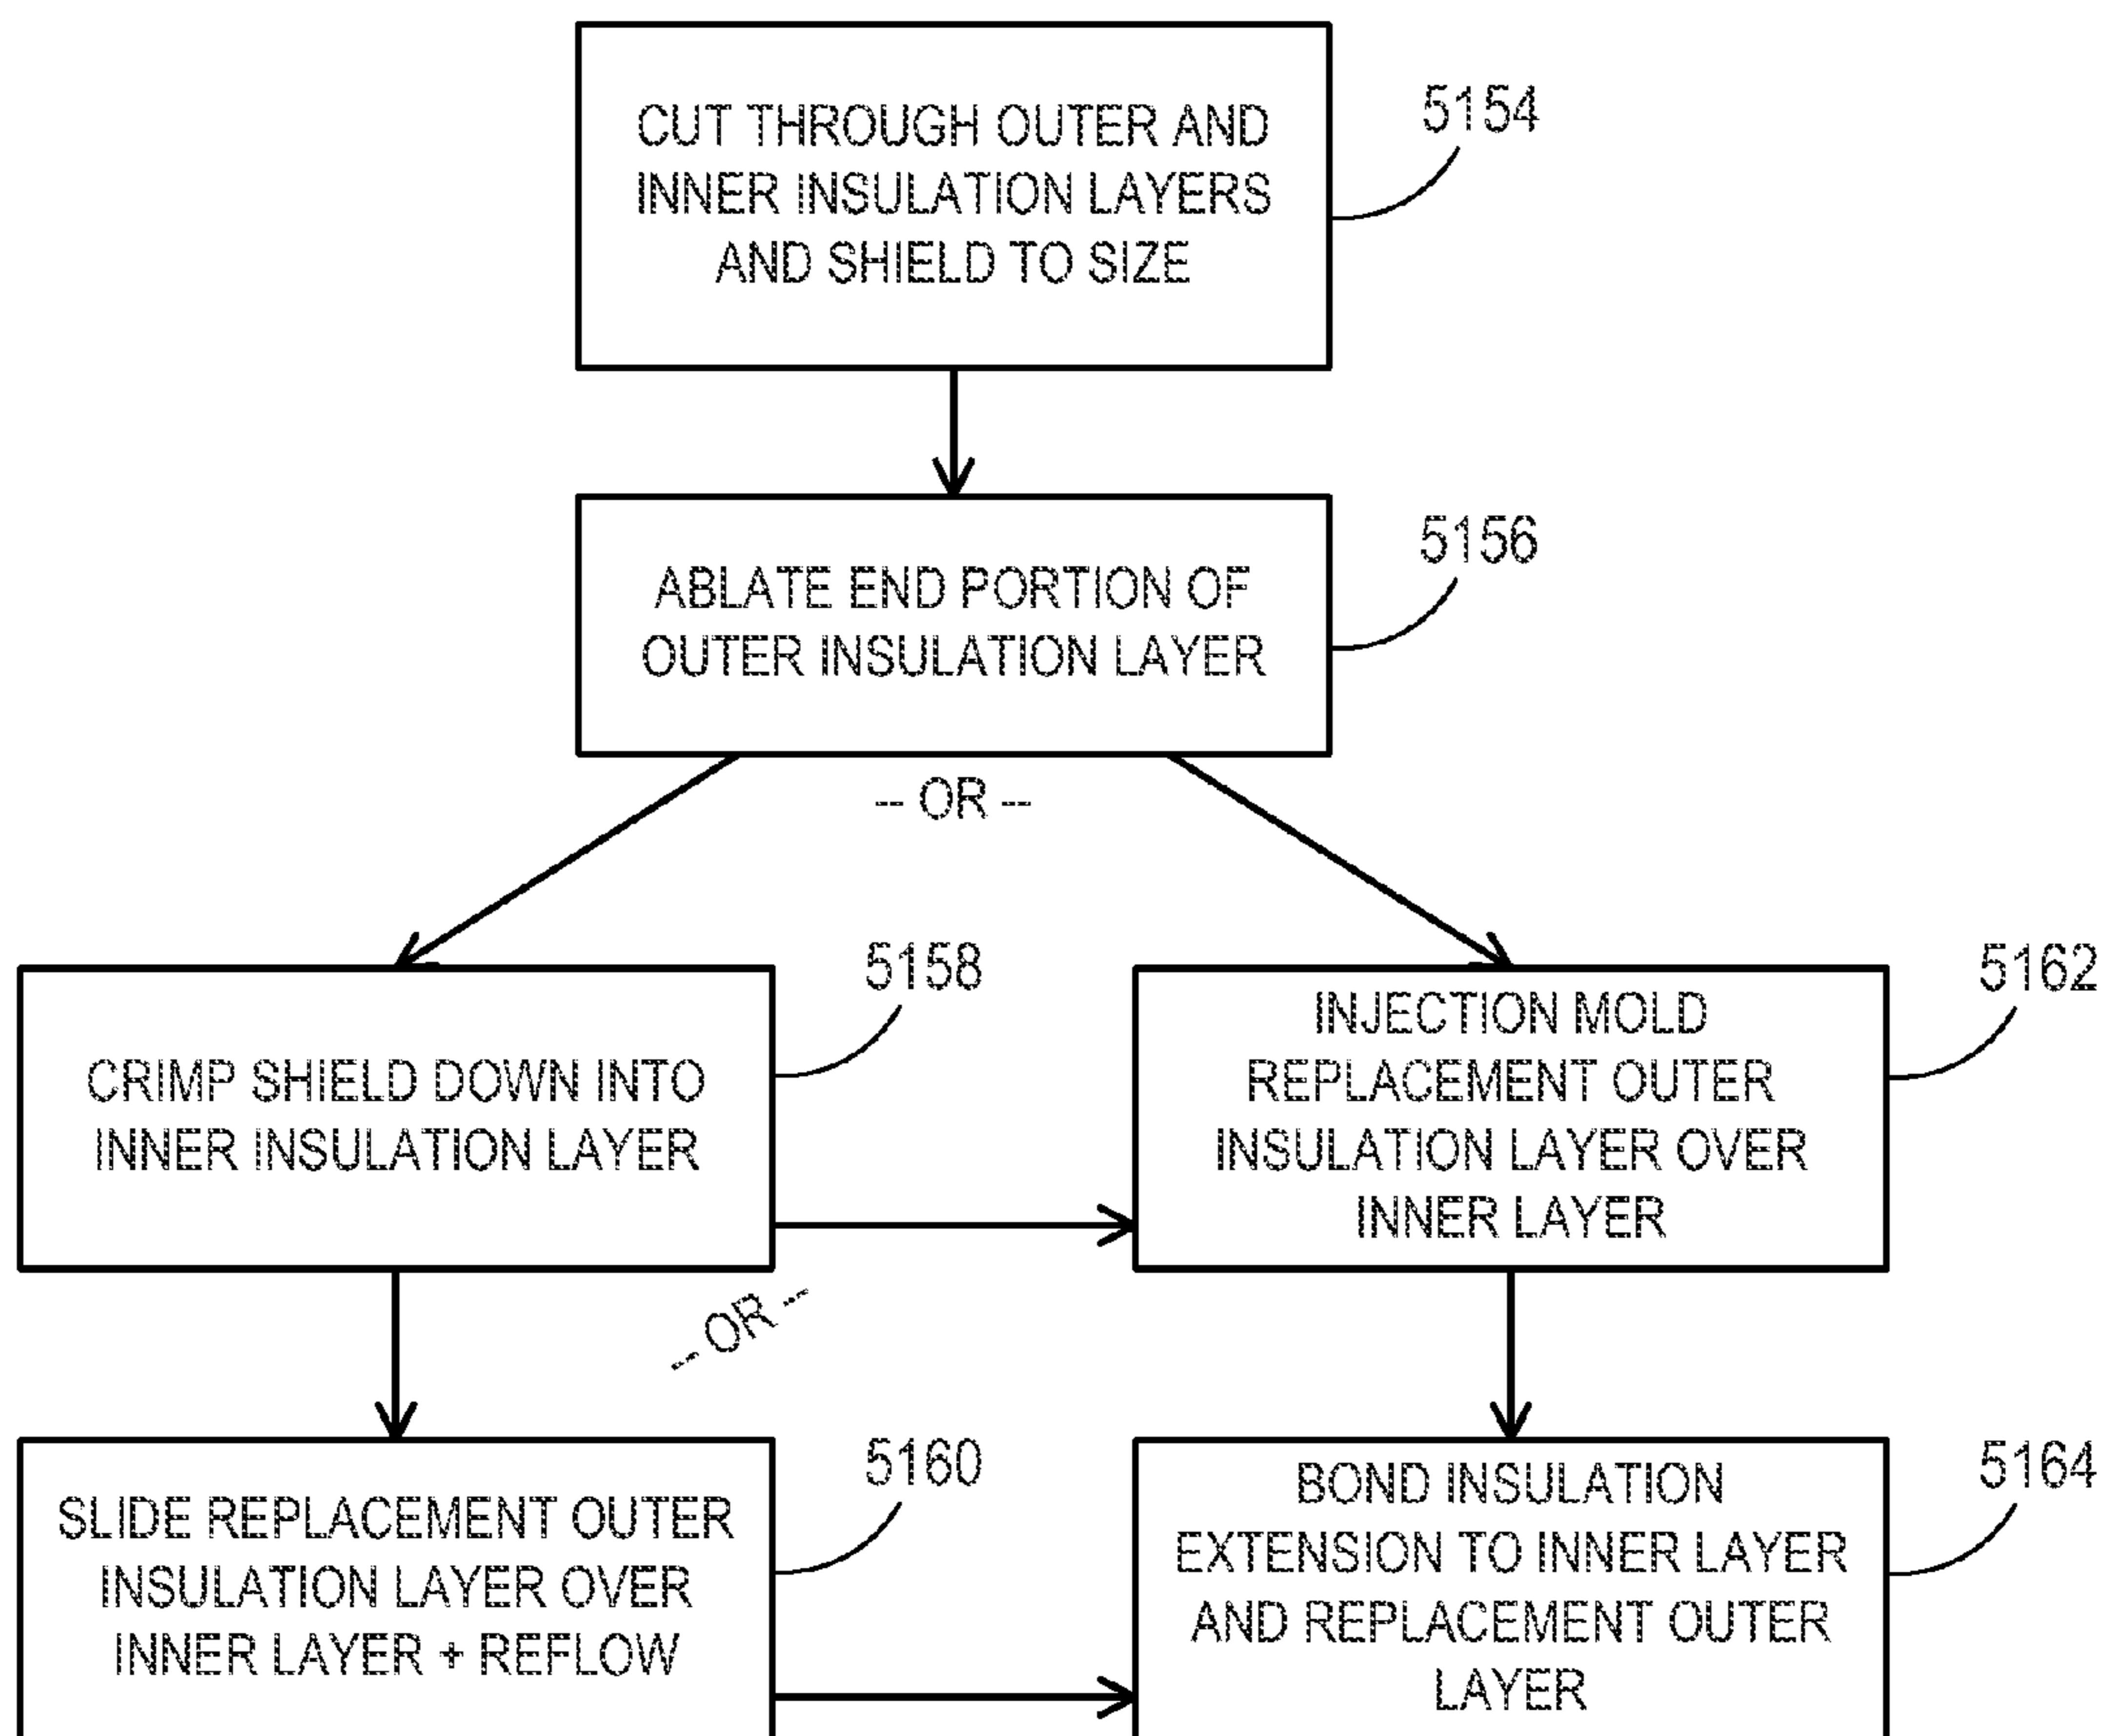 CUT THROUGH OUTER AND
INNER INSULATION LAYERS
AND SHIELD TO SIZE
5154
ABLATE END PORTION OF
OUTER INSULATION LAYER
5156
-- OR --
CRIMP SHIELD DOWN INTO
INNER INSULATION LAYER
5158
INJECTION MOLD
REPLACEMENT OUTER
INSULATION LAYER OVER
INNER LAYER
5162
-- OR --
SLIDE REPLACEMENT OUTER
INSULATION LAYER OVER
INNER LAYER + REFLOW
5160
BOND INSULATION
EXTENSION TO INNER LAYER
AND REPLACEMENT OUTER
LAYER
5164